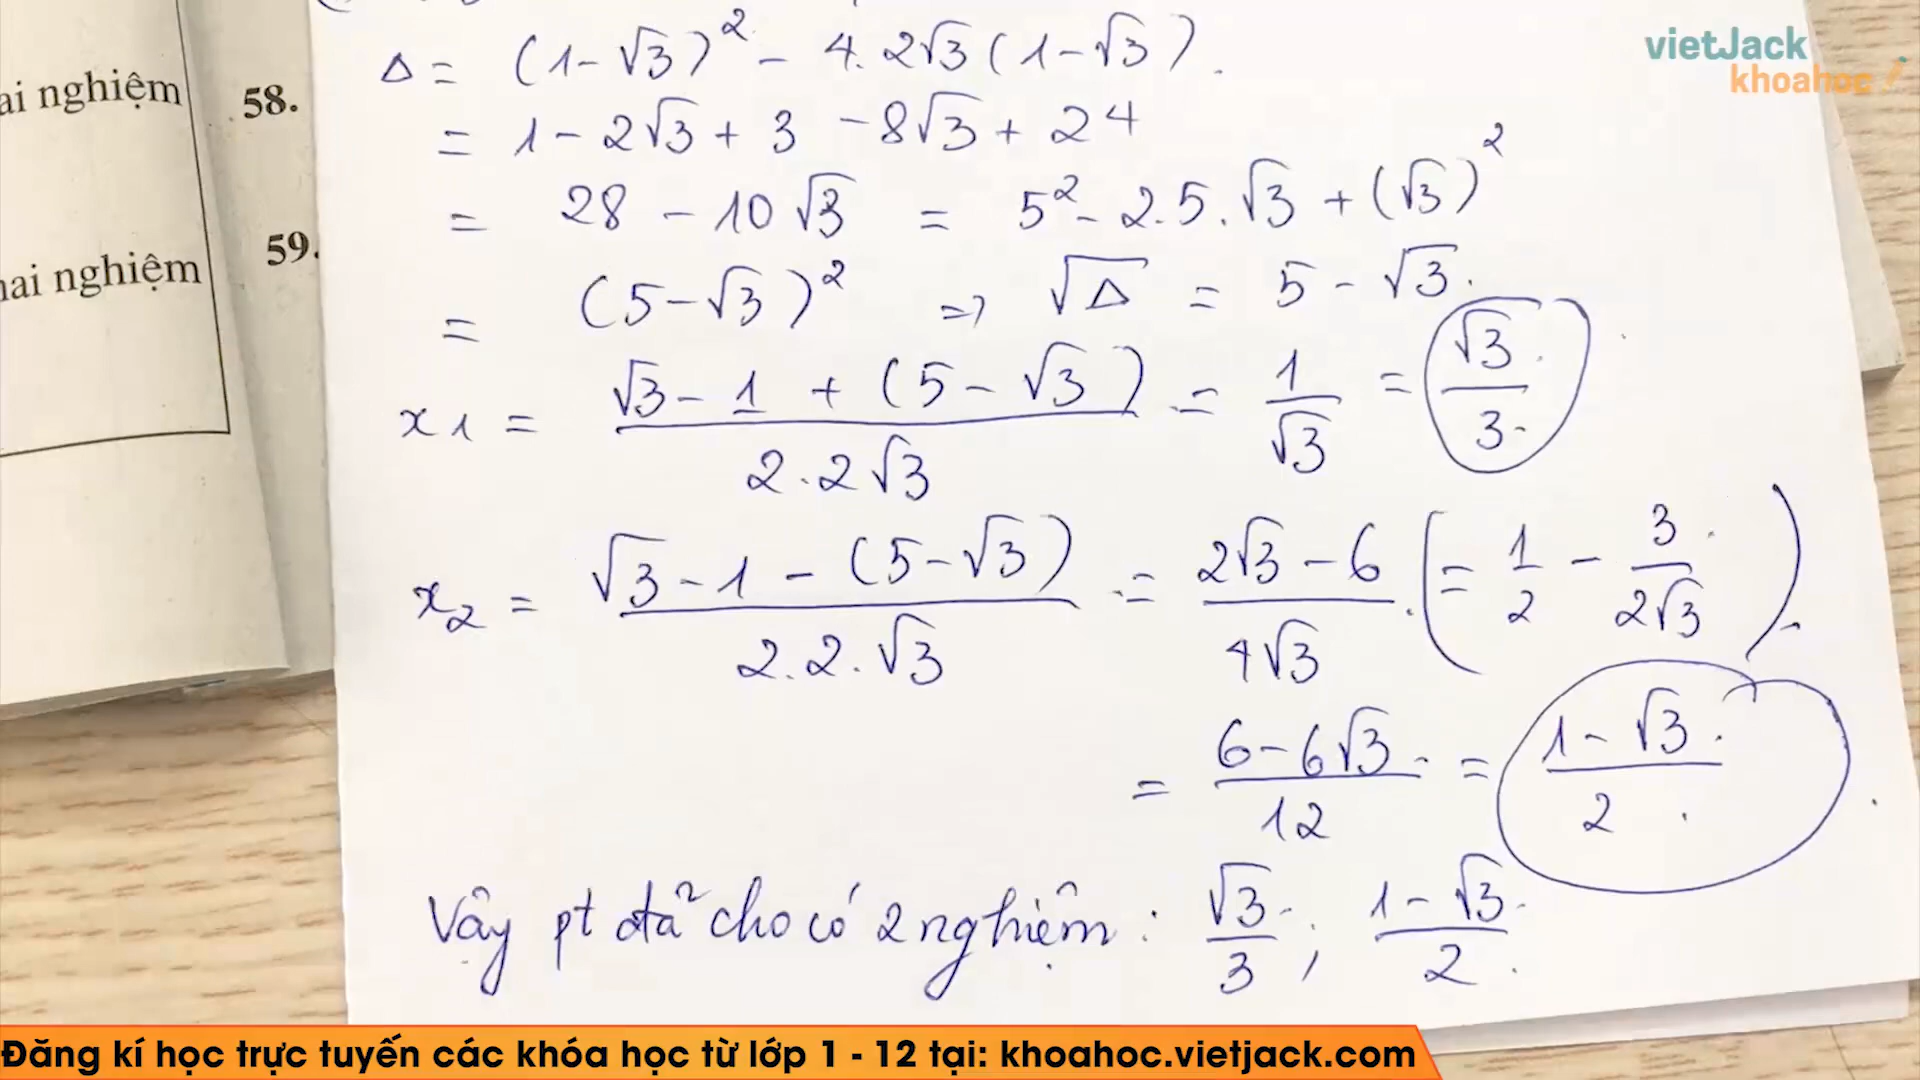 vietJack
khoahoc
ai nghiệm
58.
59.
hai nghiệm
Δ = (1-√3)² - 4.2√3(1-√3).
= 1 - 2√3 + 3 - 8√3 + 24
= 28 - 10√3 = 5² - 2.5.√3 + (√3)²
= (5-√3)² => √Δ = 5 - √3.
x1 = (√3 - 1 + (5 - √3))/(2.2√3) = 1/√3 = √3/3.
x2 = (√3 - 1 - (5-√3))/(2.2.√3) = (2√3 - 6)/(4√3). (= 1/2 - 3/(2√3)).
= (6 - 6√3)/12 = (1 - √3)/2.
Vậy pt đã cho có 2 nghiệm: √3/3; (1-√3)/2.
Đăng kí học trực tuyến các khóa học từ lớp 1 - 12 tại: khoahoc.vietjack.com